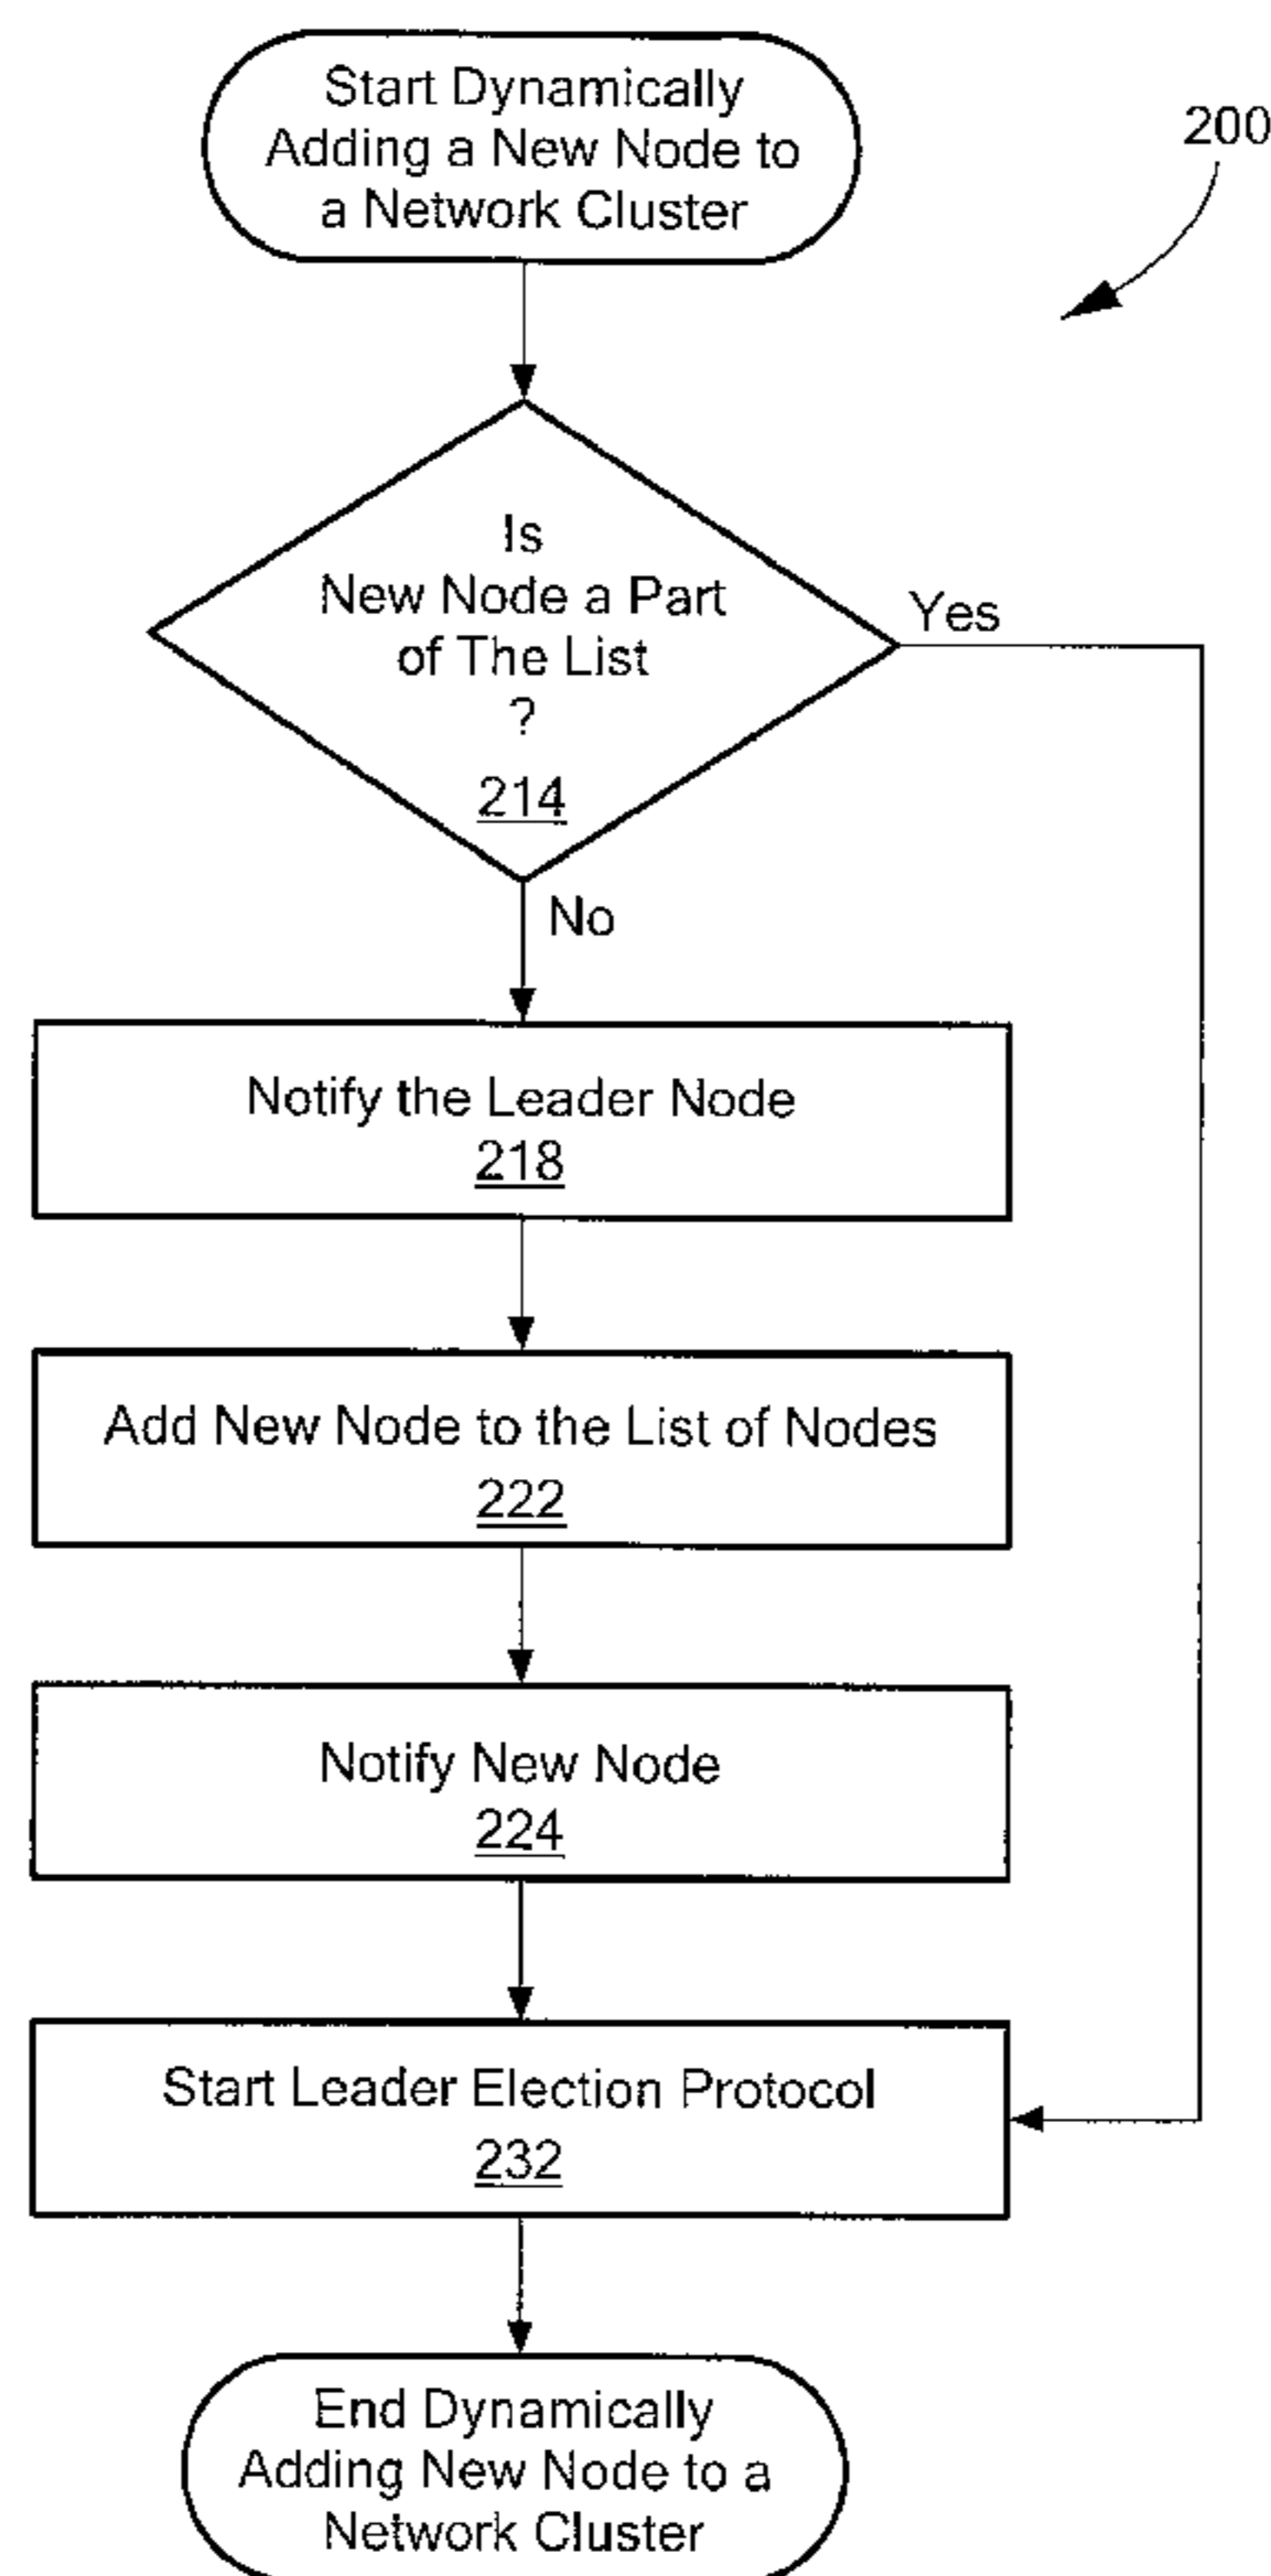 Start Dynamically
Adding a New Node to
a Network Cluster
200
Is
New Node a Part
of The List
?
214
Yes
No
Notify the Leader Node
218
Add New Node to the List of Nodes
222
Notify New Node
224
Start Leader Election Protocol
232
End Dynamically
Adding New Node to a
Network Cluster